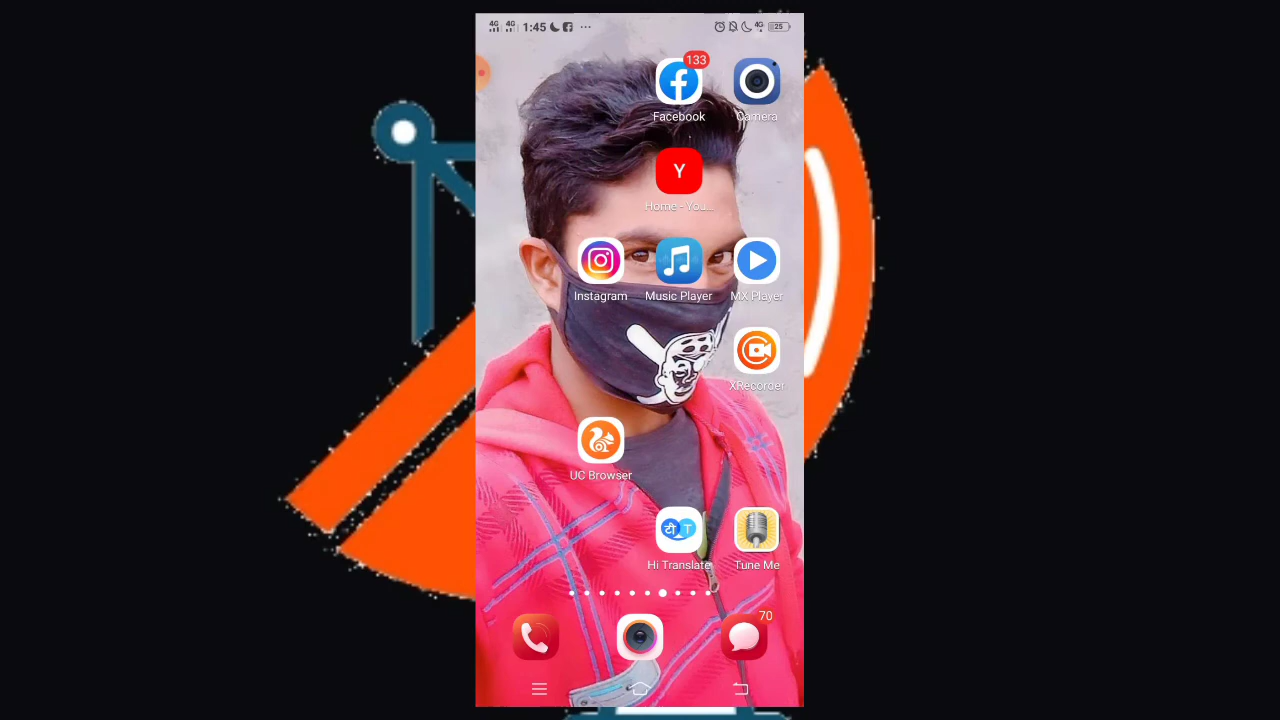 4G 4G 1:45 ... 4G 25
133
Facebook
Camera
Y
Home - You...
Instagram
Music Player
MX Player
XRecorder
UC Browser
टी T
Hi Translate
Tune Me
70